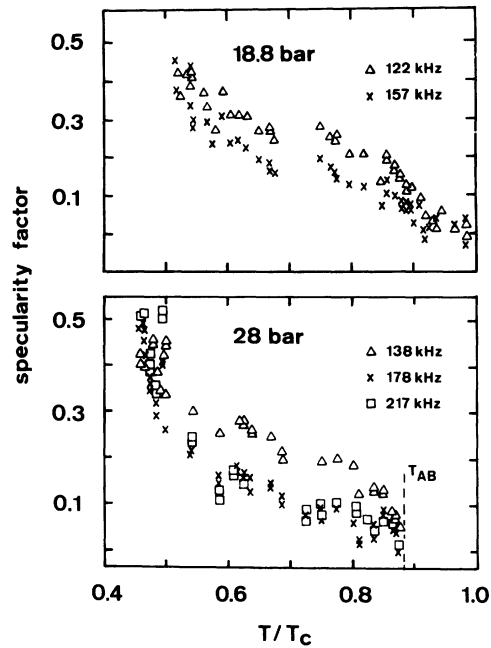 0.5
18.8 bar
△ 122 kHz
x 157 kHz
0.3
0.1
specularity factor
0.5
28 bar
△ 138 kHz
x 178 kHz
□ 217 kHz
0.3
T_AB
0.1
0.4 0.6 0.8 1.0
T/T_C